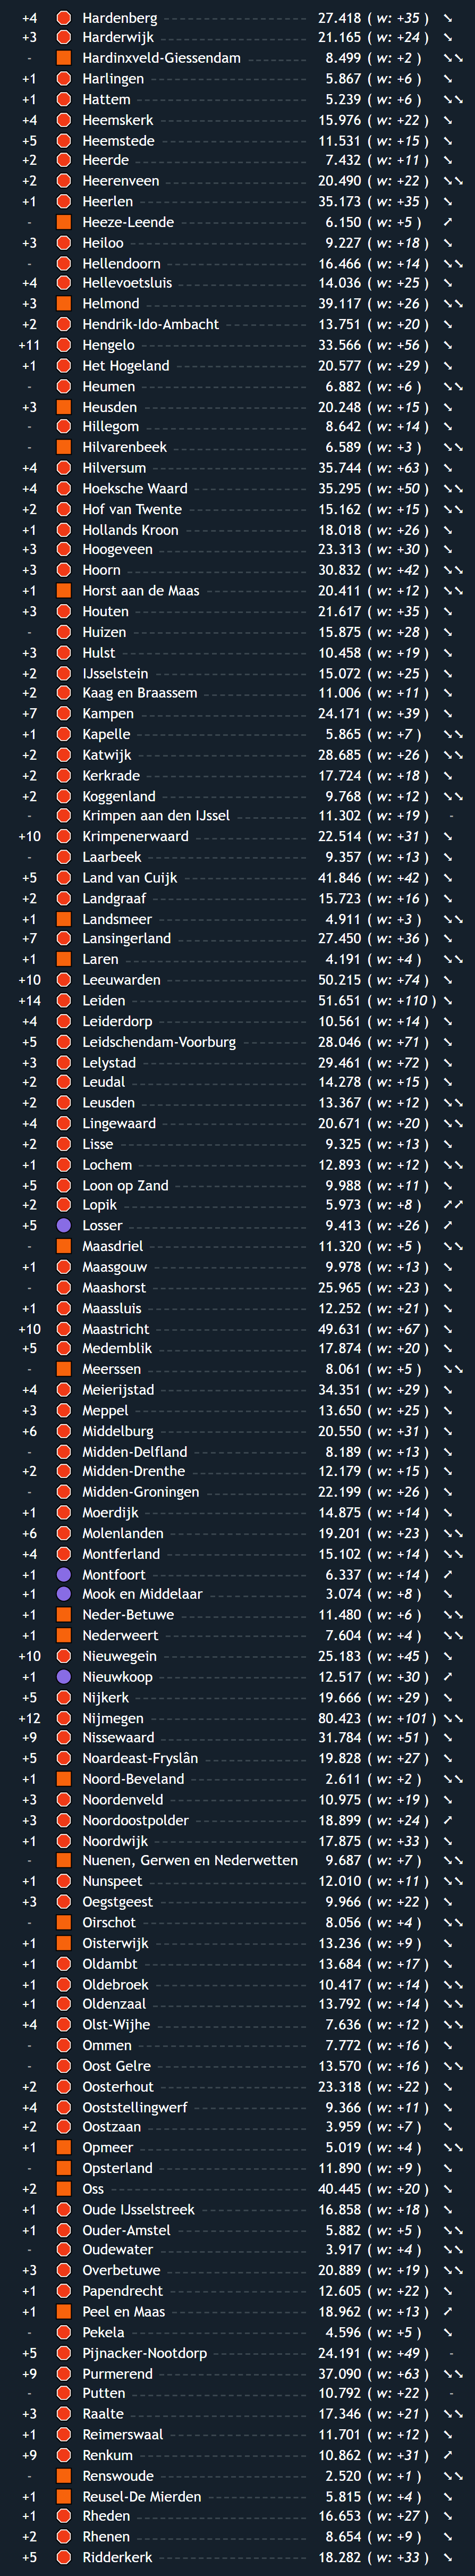 +4 Hardenberg 27.418 ( w: +35 ) ↘
+3 Harderwijk 21.165 ( w: +24 ) ↘
- Hardinxveld-Giessendam 8.499 ( w: +2 ) ↘↘
+1 Harlingen 5.867 ( w: +6 ) ↘
+1 Hattem 5.239 ( w: +6 ) ↘↘
+4 Heemskerk 15.976 ( w: +22 ) ↘
+5 Heemstede 11.531 ( w: +15 ) ↘
+2 Heerde 7.432 ( w: +11 ) ↘
+2 Heerenveen 20.490 ( w: +22 ) ↘↘
+1 Heerlen 35.173 ( w: +35 ) ↘
- Heeze-Leende 6.150 ( w: +5 ) ↗
+3 Heiloo 9.227 ( w: +18 ) ↘
- Hellendoorn 16.466 ( w: +14 ) ↘↘
+4 Hellevoetsluis 14.036 ( w: +25 ) ↘
+3 Helmond 39.117 ( w: +26 ) ↘↘
+2 Hendrik-Ido-Ambacht 13.751 ( w: +20 ) ↘
+11 Hengelo 33.566 ( w: +56 ) ↘
+1 Het Hogeland 20.577 ( w: +29 ) ↘
- Heumen 6.882 ( w: +6 ) ↘↘
+3 Heusden 20.248 ( w: +15 ) ↘
- Hillegom 8.642 ( w: +14 ) ↘
- Hilvarenbeek 6.589 ( w: +3 ) ↘↘
+4 Hilversum 35.744 ( w: +63 ) ↘
+4 Hoeksche Waard 35.295 ( w: +50 ) ↘↘
+2 Hof van Twente 15.162 ( w: +15 ) ↘↘
+1 Hollands Kroon 18.018 ( w: +26 ) ↘
+3 Hoogeveen 23.313 ( w: +30 ) ↘
+3 Hoorn 30.832 ( w: +42 ) ↘↘
+1 Horst aan de Maas 20.411 ( w: +12 ) ↘↘
+3 Houten 21.617 ( w: +35 ) ↘
- Huizen 15.875 ( w: +28 ) ↘
+3 Hulst 10.458 ( w: +19 ) ↘
+2 IJsselstein 15.072 ( w: +25 ) ↘
+2 Kaag en Braassem 11.006 ( w: +11 ) ↘
+7 Kampen 24.171 ( w: +39 ) ↘
+1 Kapelle 5.865 ( w: +7 ) ↘↘
+2 Katwijk 28.685 ( w: +26 ) ↘↘
+2 Kerkrade 17.724 ( w: +18 ) ↘
+2 Koggenland 9.768 ( w: +12 ) ↘↘
- Krimpen aan den IJssel 11.302 ( w: +19 ) -
+10 Krimpenerwaard 22.514 ( w: +31 ) ↘
- Laarbeek 9.357 ( w: +13 ) ↘
+5 Land van Cuijk 41.846 ( w: +42 ) ↘
+2 Landgraaf 15.723 ( w: +16 ) ↘
+1 Landsmeer 4.911 ( w: +3 ) ↘↘
+7 Lansingerland 27.450 ( w: +36 ) ↘
+1 Laren 4.191 ( w: +4 ) ↘↘
+10 Leeuwarden 50.215 ( w: +74 ) ↘
+14 Leiden 51.651 ( w: +110 ) ↘
+4 Leiderdorp 10.561 ( w: +14 ) ↘
+5 Leidschendam-Voorburg 28.046 ( w: +71 ) ↘
+3 Lelystad 29.461 ( w: +72 ) ↘
+2 Leudal 14.278 ( w: +15 ) ↘
+2 Leusden 13.367 ( w: +12 ) ↘↘
+4 Lingewaard 20.671 ( w: +20 ) ↘↘
+2 Lisse 9.325 ( w: +13 ) ↘
+1 Lochem 12.893 ( w: +12 ) ↘↘
+5 Loon op Zand 9.988 ( w: +11 ) ↘
+2 Lopik 5.973 ( w: +8 ) ↗↗
+5 Losser 9.413 ( w: +26 ) ↗
- Maasdriel 11.320 ( w: +5 ) ↘↘
+1 Maasgouw 9.978 ( w: +13 ) ↘
- Maashorst 25.965 ( w: +23 ) ↘
+1 Maassluis 12.252 ( w: +21 ) ↘
+10 Maastricht 49.631 ( w: +67 ) ↘
+5 Medemblik 17.874 ( w: +20 ) ↘
- Meerssen 8.061 ( w: +5 ) ↘↘
+4 Meierijstad 34.351 ( w: +29 ) ↘
+3 Meppel 13.650 ( w: +25 ) ↘
+6 Middelburg 20.550 ( w: +31 ) ↘
- Midden-Delfland 8.189 ( w: +13 ) ↘
+2 Midden-Drenthe 12.179 ( w: +15 ) ↘
- Midden-Groningen 22.199 ( w: +26 ) ↘
+1 Moerdijk 14.875 ( w: +14 ) ↘
+6 Molenlanden 19.201 ( w: +23 ) ↘↘
+4 Montferland 15.102 ( w: +14 ) ↘↘
+1 Montfoort 6.337 ( w: +14 ) ↗
+1 Mook en Middelaar 3.074 ( w: +8 ) ↘
+1 Neder-Betuwe 11.480 ( w: +6 ) ↘↘
+1 Nederweert 7.604 ( w: +4 ) ↘↘
+10 Nieuwegein 25.183 ( w: +45 ) ↘
+1 Nieuwkoop 12.517 ( w: +30 ) ↗
+5 Nijkerk 19.666 ( w: +29 ) ↘
+12 Nijmegen 80.423 ( w: +101 ) ↘↘
+9 Nissewaard 31.784 ( w: +51 ) ↘
+5 Noardeast-Fryslân 19.828 ( w: +27 ) ↘
+1 Noord-Beveland 2.611 ( w: +2 ) ↘↘
+3 Noordenveld 10.975 ( w: +19 ) ↘
+3 Noordoostpolder 18.899 ( w: +24 ) ↗
+1 Noordwijk 17.875 ( w: +33 ) ↘
- Nuenen, Gerwen en Nederwetten 9.687 ( w: +7 ) ↘↘
+1 Nunspeet 12.010 ( w: +11 ) ↘↘
+3 Oegstgeest 9.966 ( w: +22 ) ↘
- Oirschot 8.056 ( w: +4 ) ↘↘
+1 Oisterwijk 13.236 ( w: +9 ) ↘
+1 Oldambt 13.684 ( w: +17 ) ↘
+1 Oldebroek 10.417 ( w: +14 ) ↘↘
+1 Oldenzaal 13.792 ( w: +14 ) ↘↘
+4 Olst-Wijhe 7.636 ( w: +12 ) ↘↘
- Ommen 7.772 ( w: +16 ) ↘
- Oost Gelre 13.570 ( w: +16 ) ↘↘
+2 Oosterhout 23.318 ( w: +22 ) ↘
+4 Ooststellingwerf 9.366 ( w: +11 ) ↘
+2 Oostzaan 3.959 ( w: +7 ) ↘
+1 Opmeer 5.019 ( w: +4 ) ↘↘
- Opsterland 11.890 ( w: +9 ) ↘
+2 Oss 40.445 ( w: +20 ) ↘
+1 Oude IJsselstreek 16.858 ( w: +18 ) ↘
+1 Ouder-Amstel 5.882 ( w: +5 ) ↘↘
- Oudewater 3.917 ( w: +4 ) ↘↘
+3 Overbetuwe 20.889 ( w: +19 ) ↘↘
+1 Papendrecht 12.605 ( w: +22 ) ↘
+1 Peel en Maas 18.962 ( w: +13 ) ↗
- Pekela 4.596 ( w: +5 ) ↘
+5 Pijnacker-Nootdorp 24.191 ( w: +49 ) -
+9 Purmerend 37.090 ( w: +63 ) ↘↘
- Putten 10.792 ( w: +22 ) -
+3 Raalte 17.346 ( w: +21 ) ↘↘
+1 Reimerswaal 11.701 ( w: +12 ) ↘
+9 Renkum 10.862 ( w: +31 ) ↗
- Renswoude 2.520 ( w: +1 ) ↘↘
+1 Reusel-De Mierden 5.815 ( w: +4 ) ↘
+1 Rheden 16.653 ( w: +27 ) ↘
+2 Rhenen 8.654 ( w: +9 ) ↘
+5 Ridderkerk 18.282 ( w: +33 ) ↘